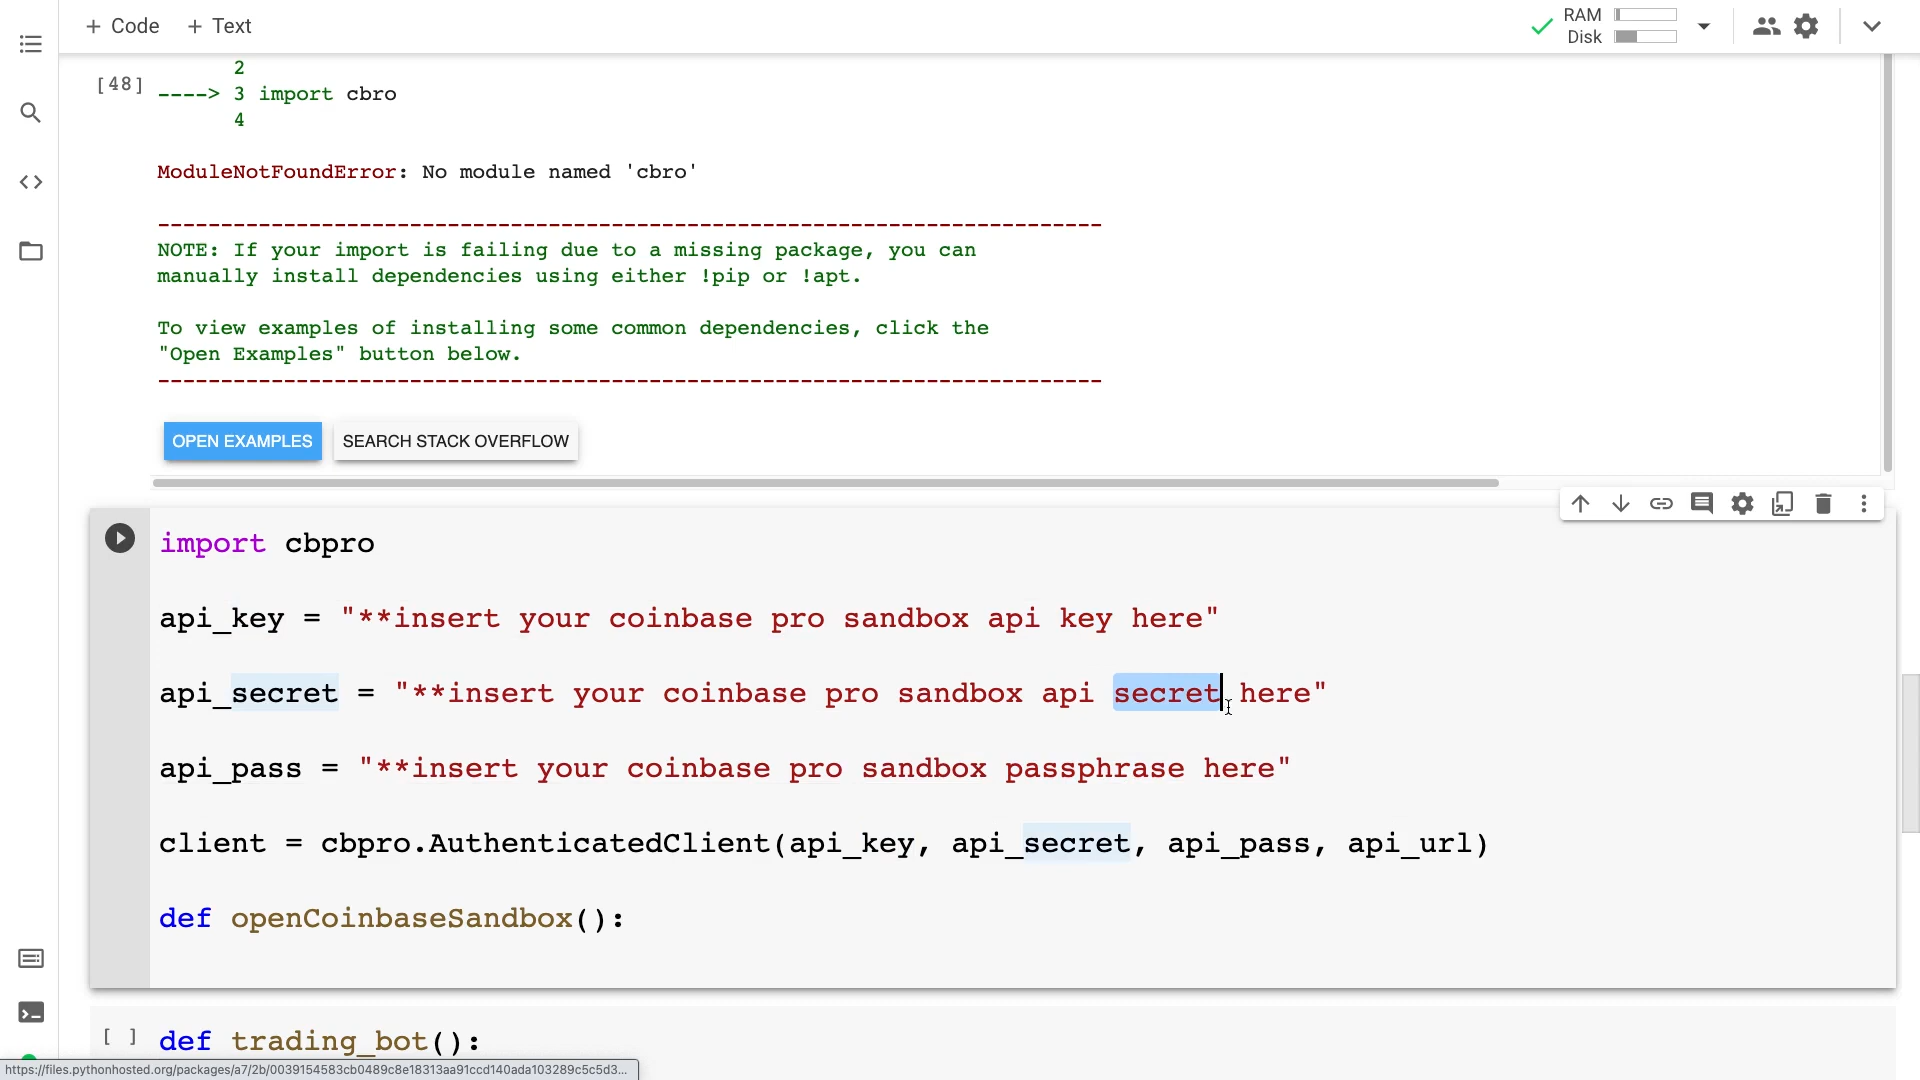 + Code + Text
RAM
Disk
2
[48] ----> 3 import cbro
4
ModuleNotFoundError: No module named 'cbro'
---------------------------------------------------------------------------
NOTE: If your import is failing due to a missing package, you can
manually install dependencies using either !pip or !apt.
To view examples of installing some common dependencies, click the
"Open Examples" button below.
---------------------------------------------------------------------------
OPEN EXAMPLES SEARCH STACK OVERFLOW
import cbpro
api_key = "**insert your coinbase pro sandbox api key here"
api_secret = "**insert your coinbase pro sandbox api secret here"
api_pass = "**insert your coinbase pro sandbox passphrase here"
client = cbpro.AuthenticatedClient(api_key, api_secret, api_pass, api_url)
def openCoinbaseSandbox():
[ ] def trading_bot():
https://files.pythonhosted.org/packages/a7/2b/0039154583cb0489c8e18313aa91ccd140ada103289c5c5d3...